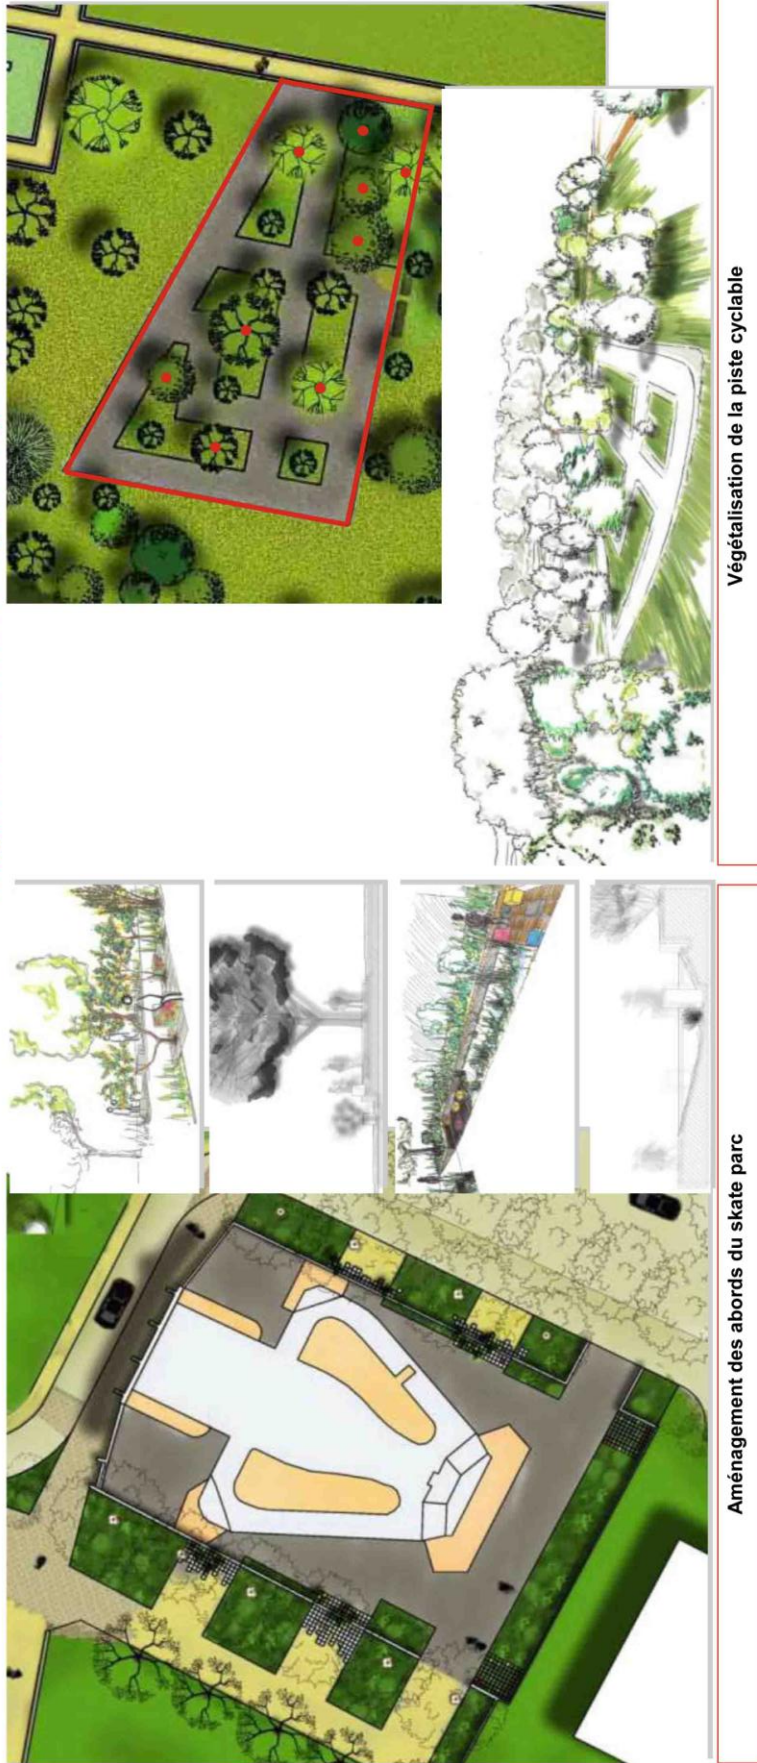 Aménagement des abords du skate parc
Végétalisation de la piste cyclable